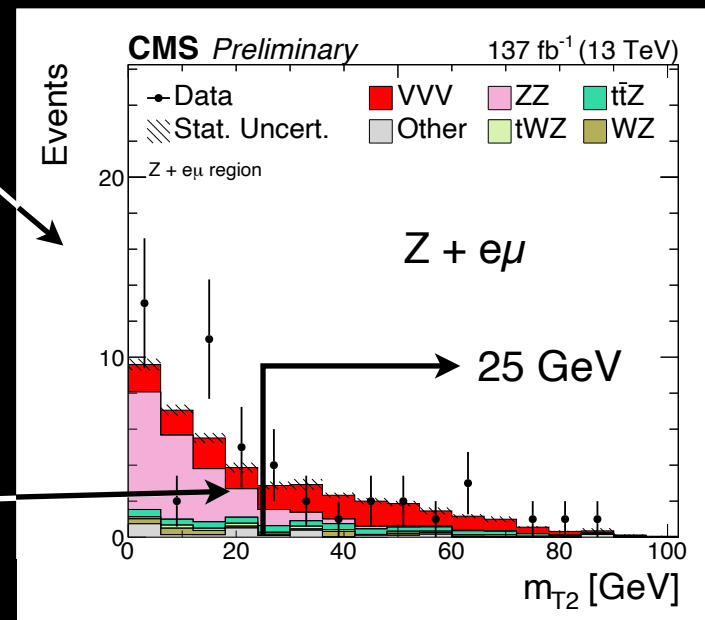 CMS Preliminary 137 fb⁻¹ (13 TeV)
Events
Data VVV ZZ tt̄Z
Stat. Uncert. Other tWZ WZ
Z + eμ region
20
Z + eμ
10
25 GeV
0
0 20 40 60 80 100
m_T2 [GeV]